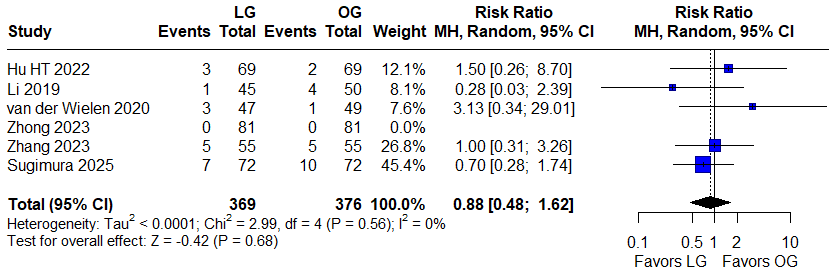 LG OG Risk Ratio Risk Ratio
Study Events Total Events Total Weight MH, Random, 95% CI MH, Random, 95% CI
Hu HT 2022 3 69 2 69 12.1% 1.50 [0.26; 8.70]
Li 2019 1 45 4 50 8.1% 0.28 [0.03; 2.39]
van der Wielen 2020 3 47 1 49 7.6% 3.13 [0.34; 29.01]
Zhong 2023 0 81 0 81 0.0%
Zhang 2023 5 55 5 55 26.8% 1.00 [0.31; 3.26]
Sugimura 2025 7 72 10 72 45.4% 0.70 [0.28; 1.74]
Total (95% CI) 369 376 100.0% 0.88 [0.48; 1.62]
Heterogeneity: Tau² < 0.0001; Chi² = 2.99, df = 4 (P = 0.56); I² = 0%
Test for overall effect: Z = -0.42 (P = 0.68)
0.1 0.5 1 2 10
Favors LG Favors OG